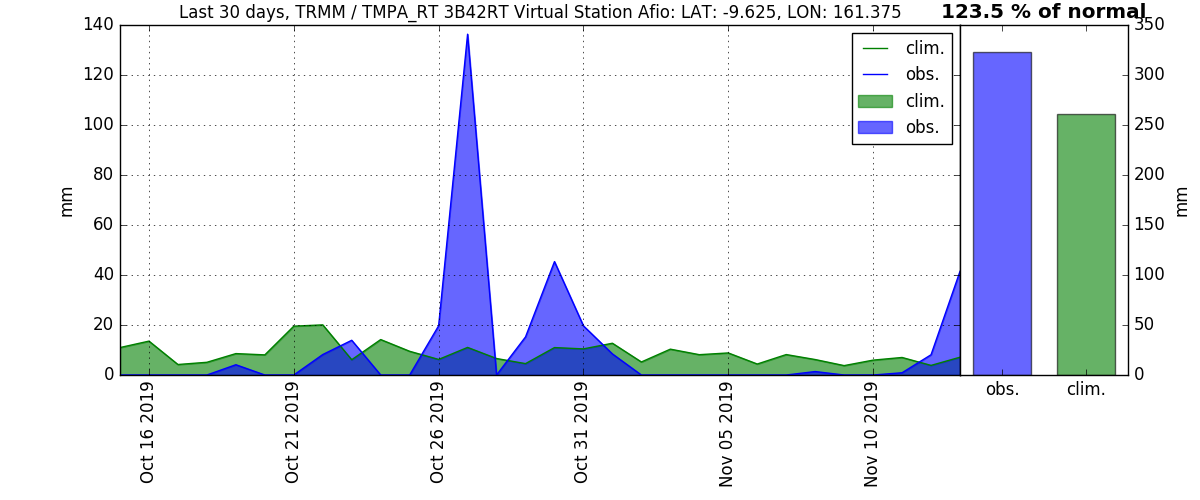 Last 30 days, TRMM / TMPA_RT 3B42RT Virtual Station Afio: LAT: -9.625, LON: 161.375
123.5 % of normal
140
120
100
80
60
40
20
0
mm
Oct 16 2019
Oct 21 2019
Oct 26 2019
Oct 31 2019
Nov 05 2019
Nov 10 2019
clim.
obs.
clim.
obs.
350
300
250
200
150
100
50
0
mm
obs.
clim.